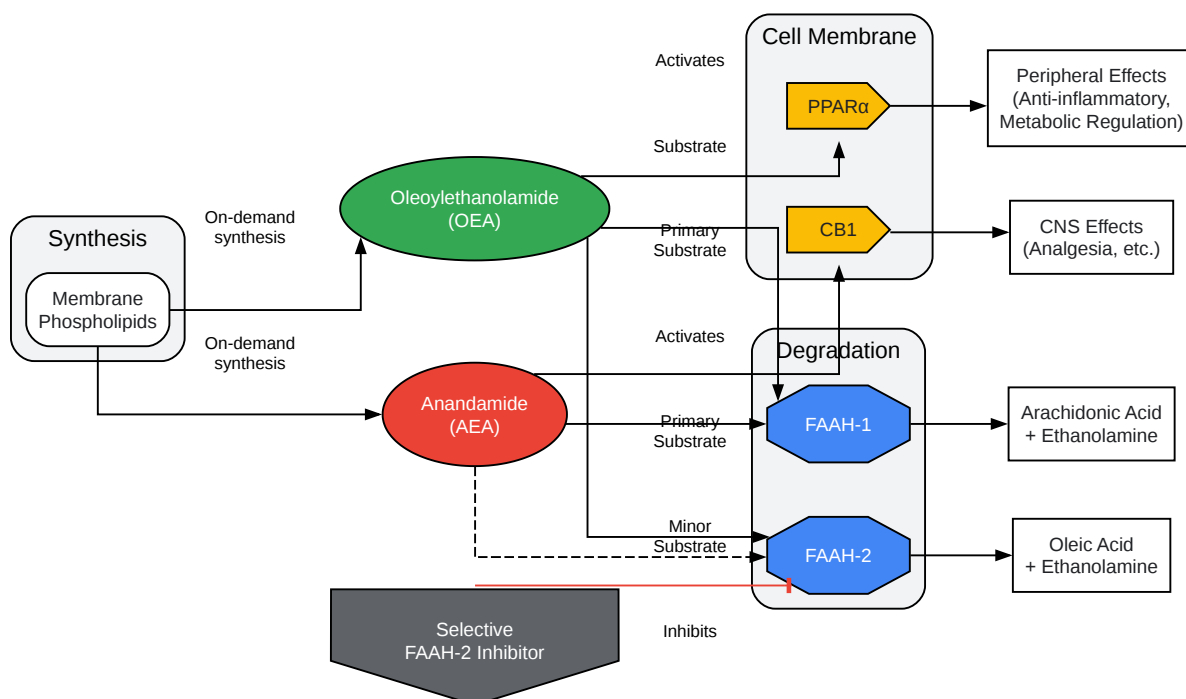 Cell Membrane
Activates
PPARα
Peripheral Effects
(Anti-inflammatory,
Metabolic Regulation)
Substrate
Oleoylethanolamide
(OEA)
On-demand
synthesis
Synthesis
Primary
Substrate
CB1
CNS Effects
(Analgesia, etc.)
Membrane
Phospholipids
On-demand
synthesis
Activates
Degradation
Anandamide
(AEA)
Primary
Substrate
FAAH-1
Arachidonic Acid
+ Ethanolamine
Minor
Substrate
FAAH-2
Oleic Acid
+ Ethanolamine
Selective
FAAH-2 Inhibitor
Inhibits